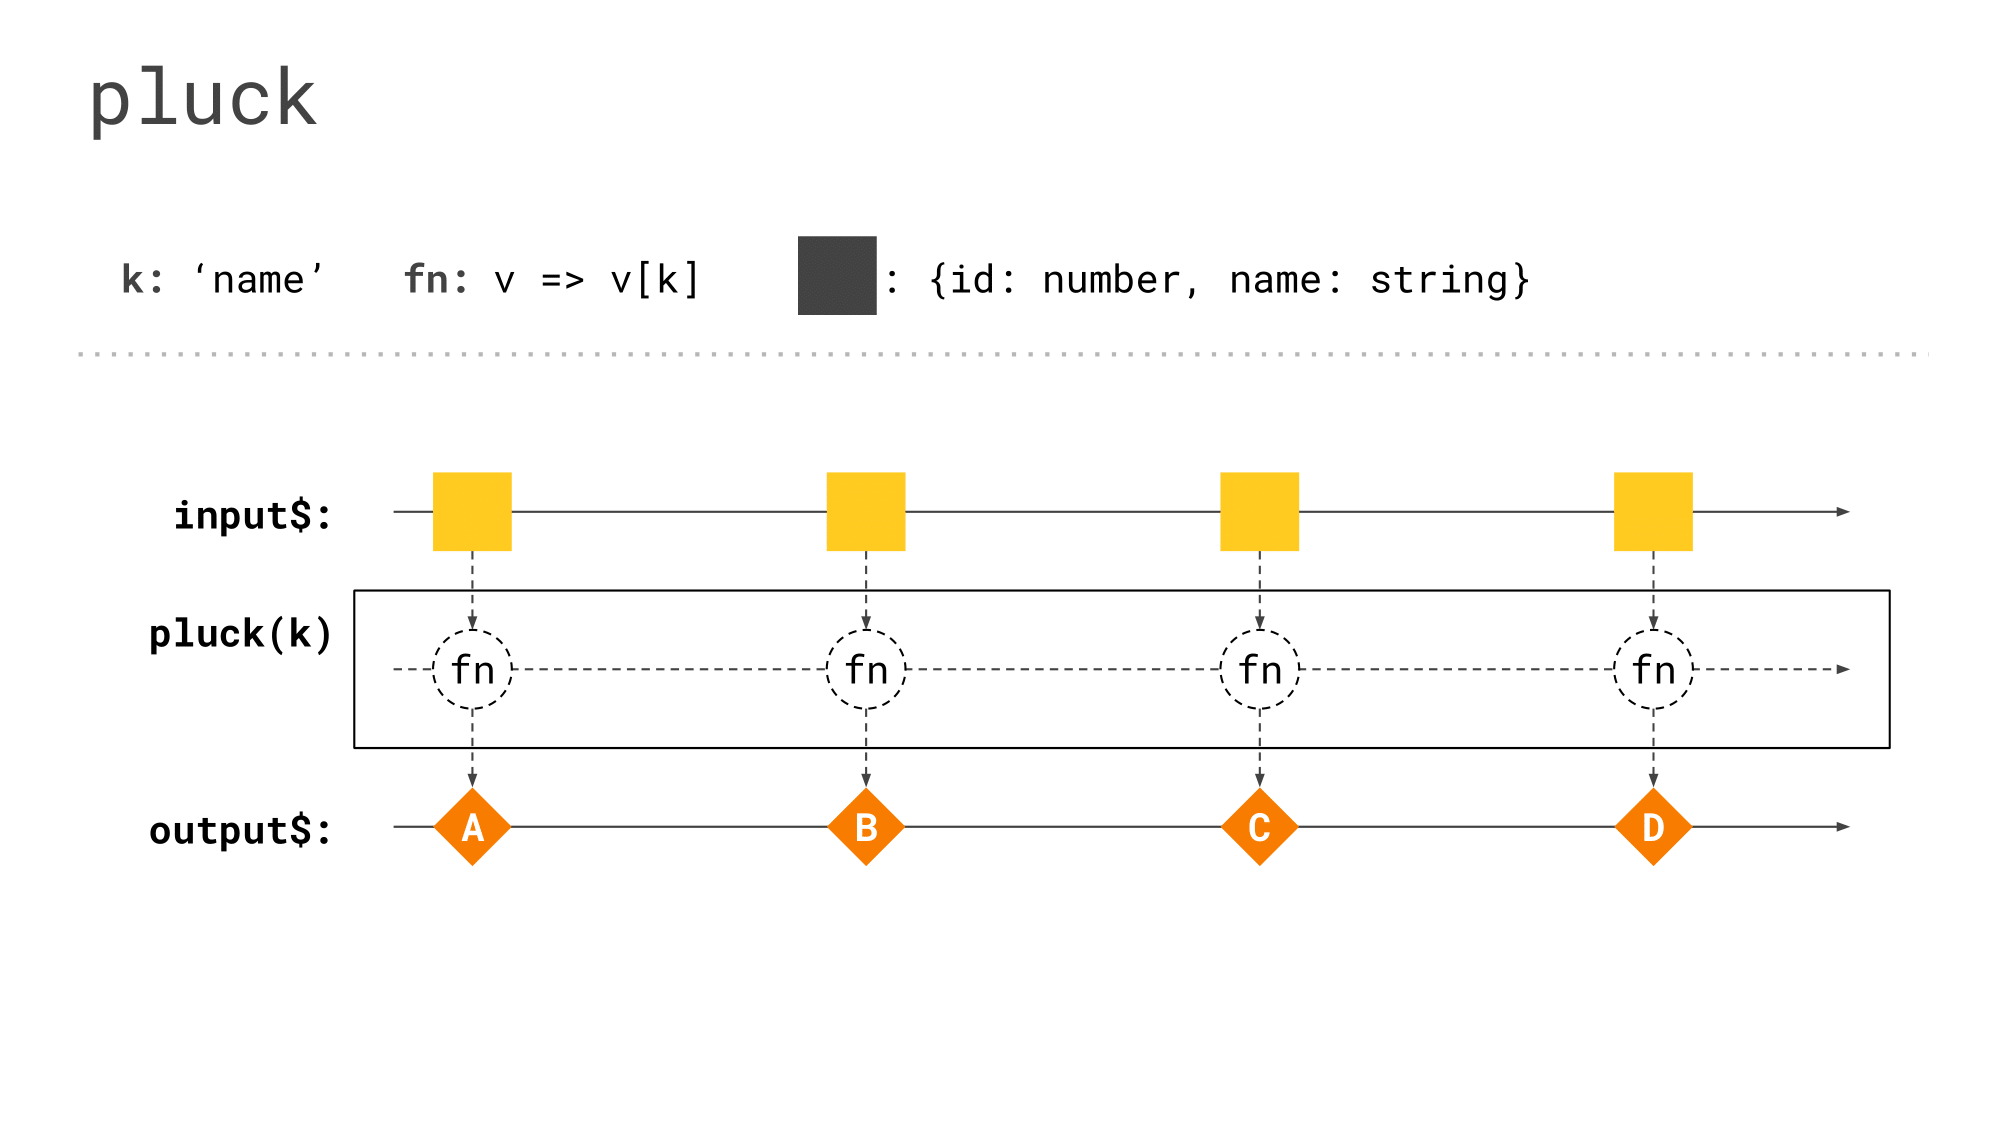 pluck
k: ‘name’ fn: v => v[k] : {id: number, name: string}
input$:
pluck(k)
fn fn fn fn
output$:
A B C D